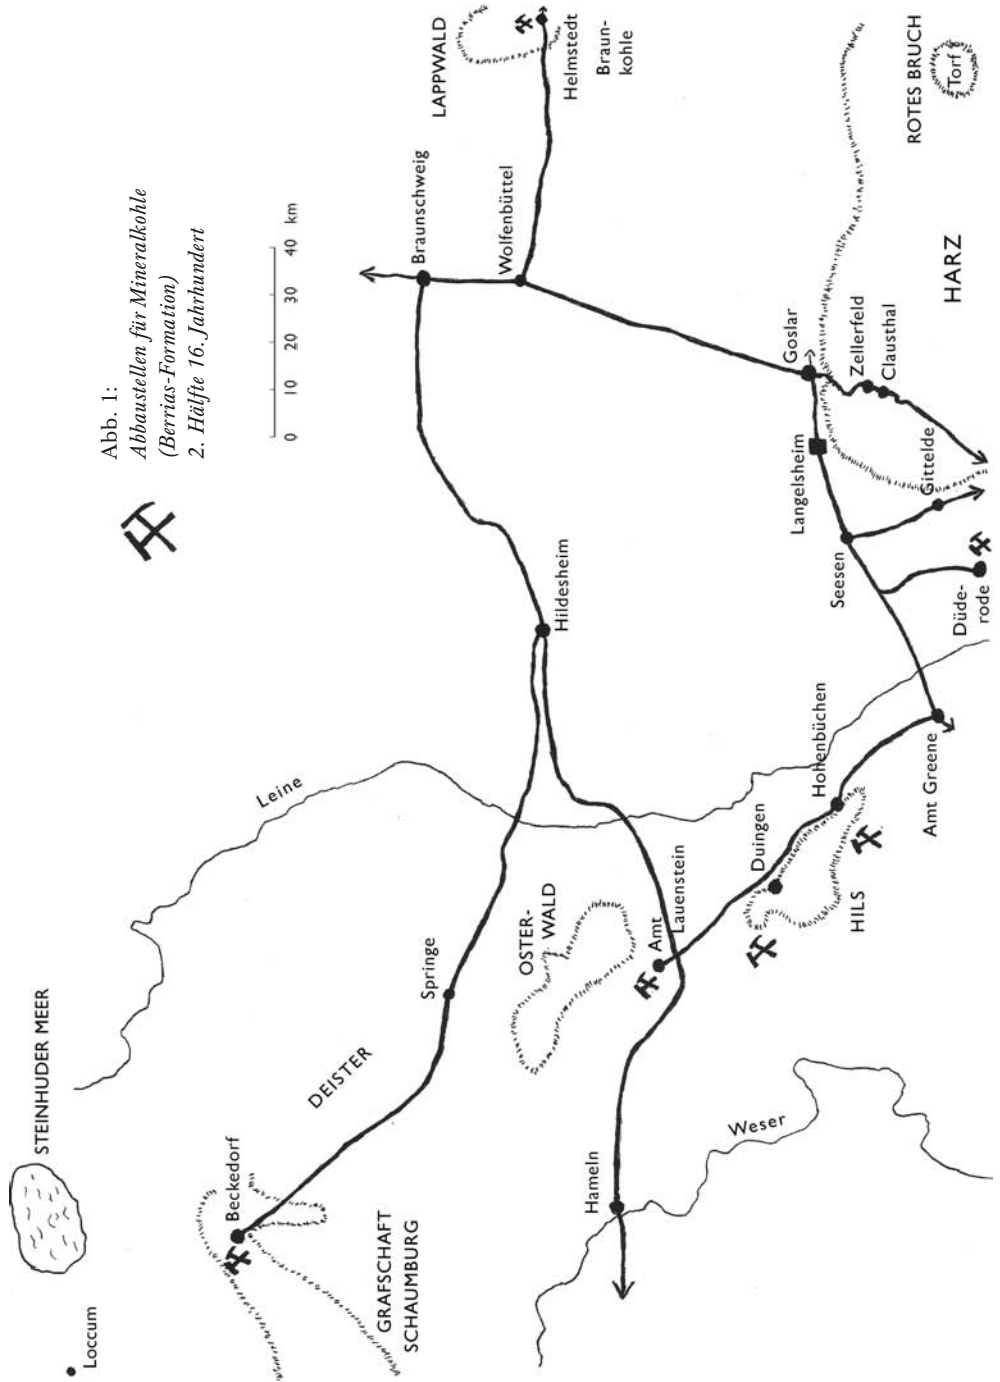 Abb. 1:
Abbaustellen für Mineralkohle
(Berrias-Formation)
2. Hälfte 16. Jahrhundert
0 10 20 30 40 km
Loccum
STEINHUDER MEER
Beckedorf
GRAFSCHAFT
SCHAUMBURG
DEISTER
Springe
Leine
Hildesheim
Braunschweig
Wolfenbüttel
LAPPWALD
Helmstedt
Braun-
kohle
OSTER-
WALD
Amt
Lauenstein
Hameln
Weser
Duingen
HILS
Hohenbüchen
Amt Greene
Seesen
Langelsheim
Goslar
Zellerfeld
Clausthal
Gittelde
Düde-
rode
HARZ
ROTES BRUCH
Torf